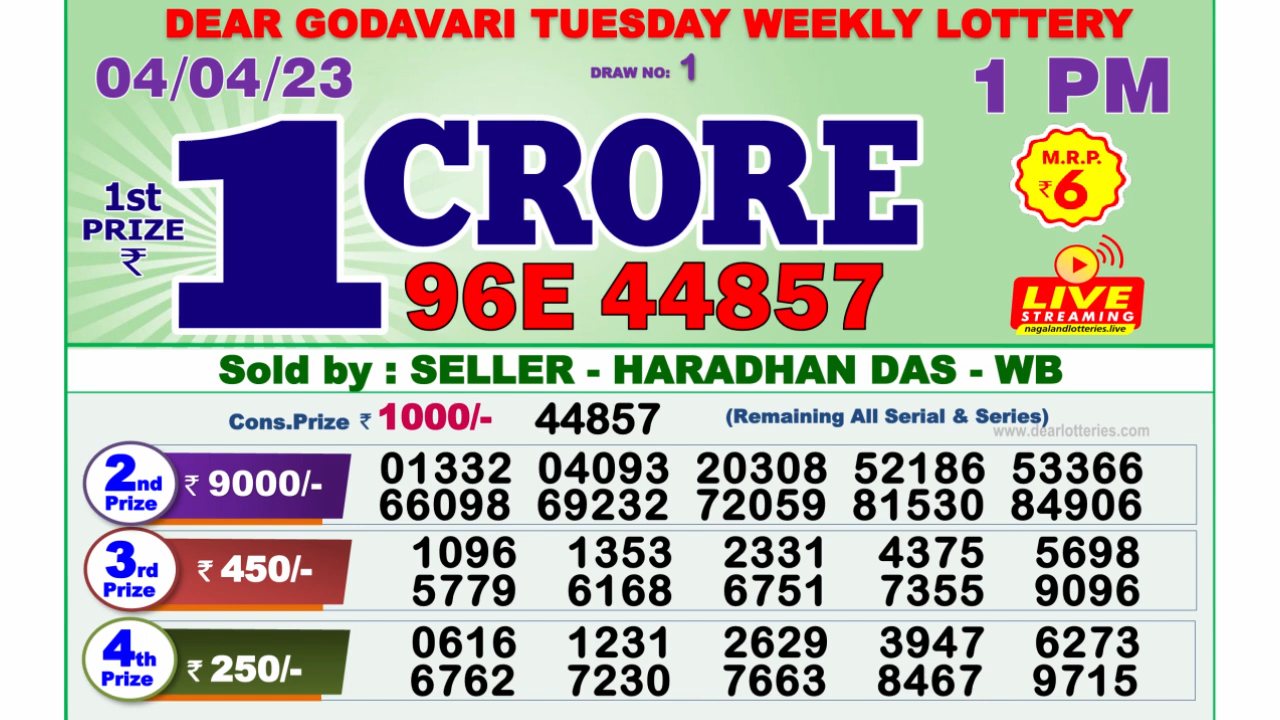 DEAR GODAVARI TUESDAY WEEKLY LOTTERY
04/04/23 DRAW NO: 1 1 PM
1st PRIZE ₹ 1 CRORE
M.R.P. ₹6
96E 44857
LIVE
STREAMING
nagalandlotteries.live
Sold by : SELLER - HARADHAN DAS - WB
Cons.Prize ₹ 1000/- 44857 (Remaining All Serial & Series)
www.dearlotteries.com
2nd Prize ₹ 9000/-
01332 04093 20308 52186 53366
66098 69232 72059 81530 84906
3rd Prize ₹ 450/-
1096 1353 2331 4375 5698
5779 6168 6751 7355 9096
4th Prize ₹ 250/-
0616 1231 2629 3947 6273
6762 7230 7663 8467 9715